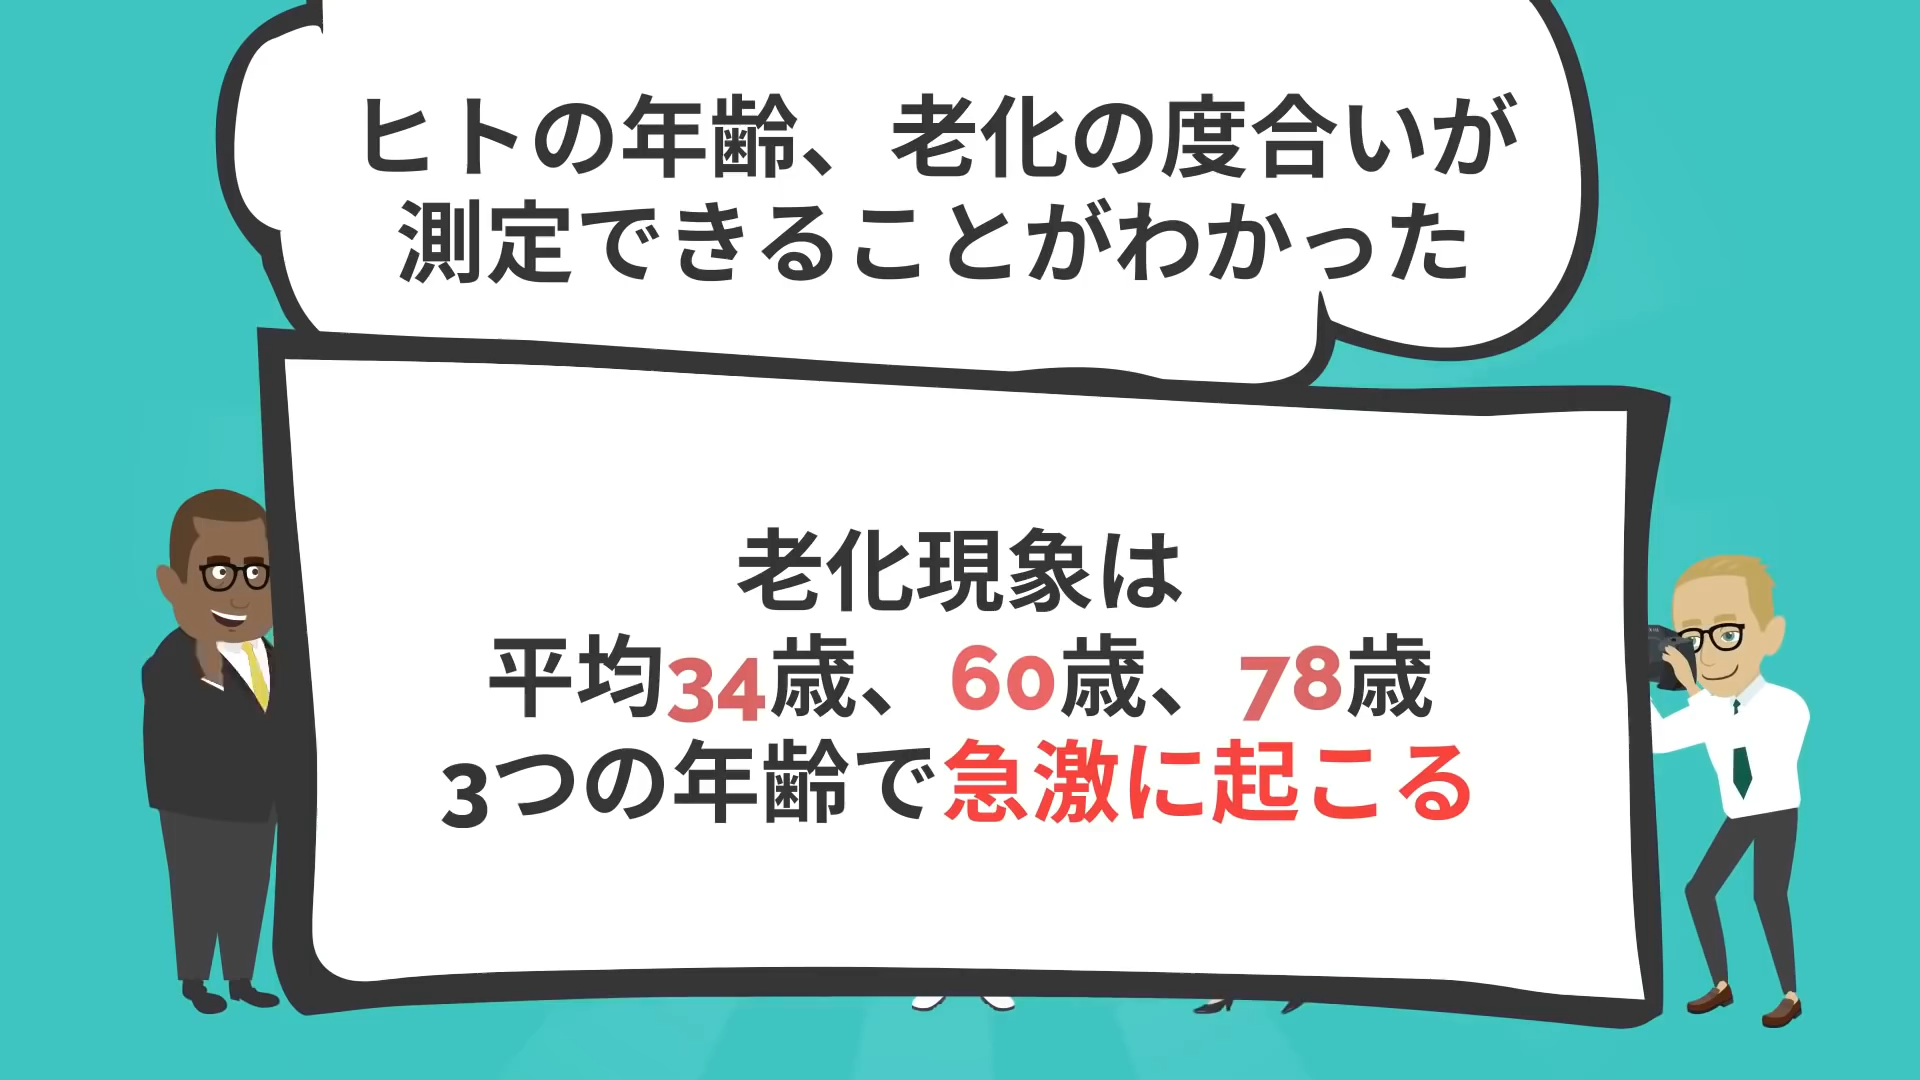 ヒトの年齢、老化の度合いが
測定できることがわかった
老化現象は
平均34歳、60歳、78歳
3つの年齢で急激に起こる